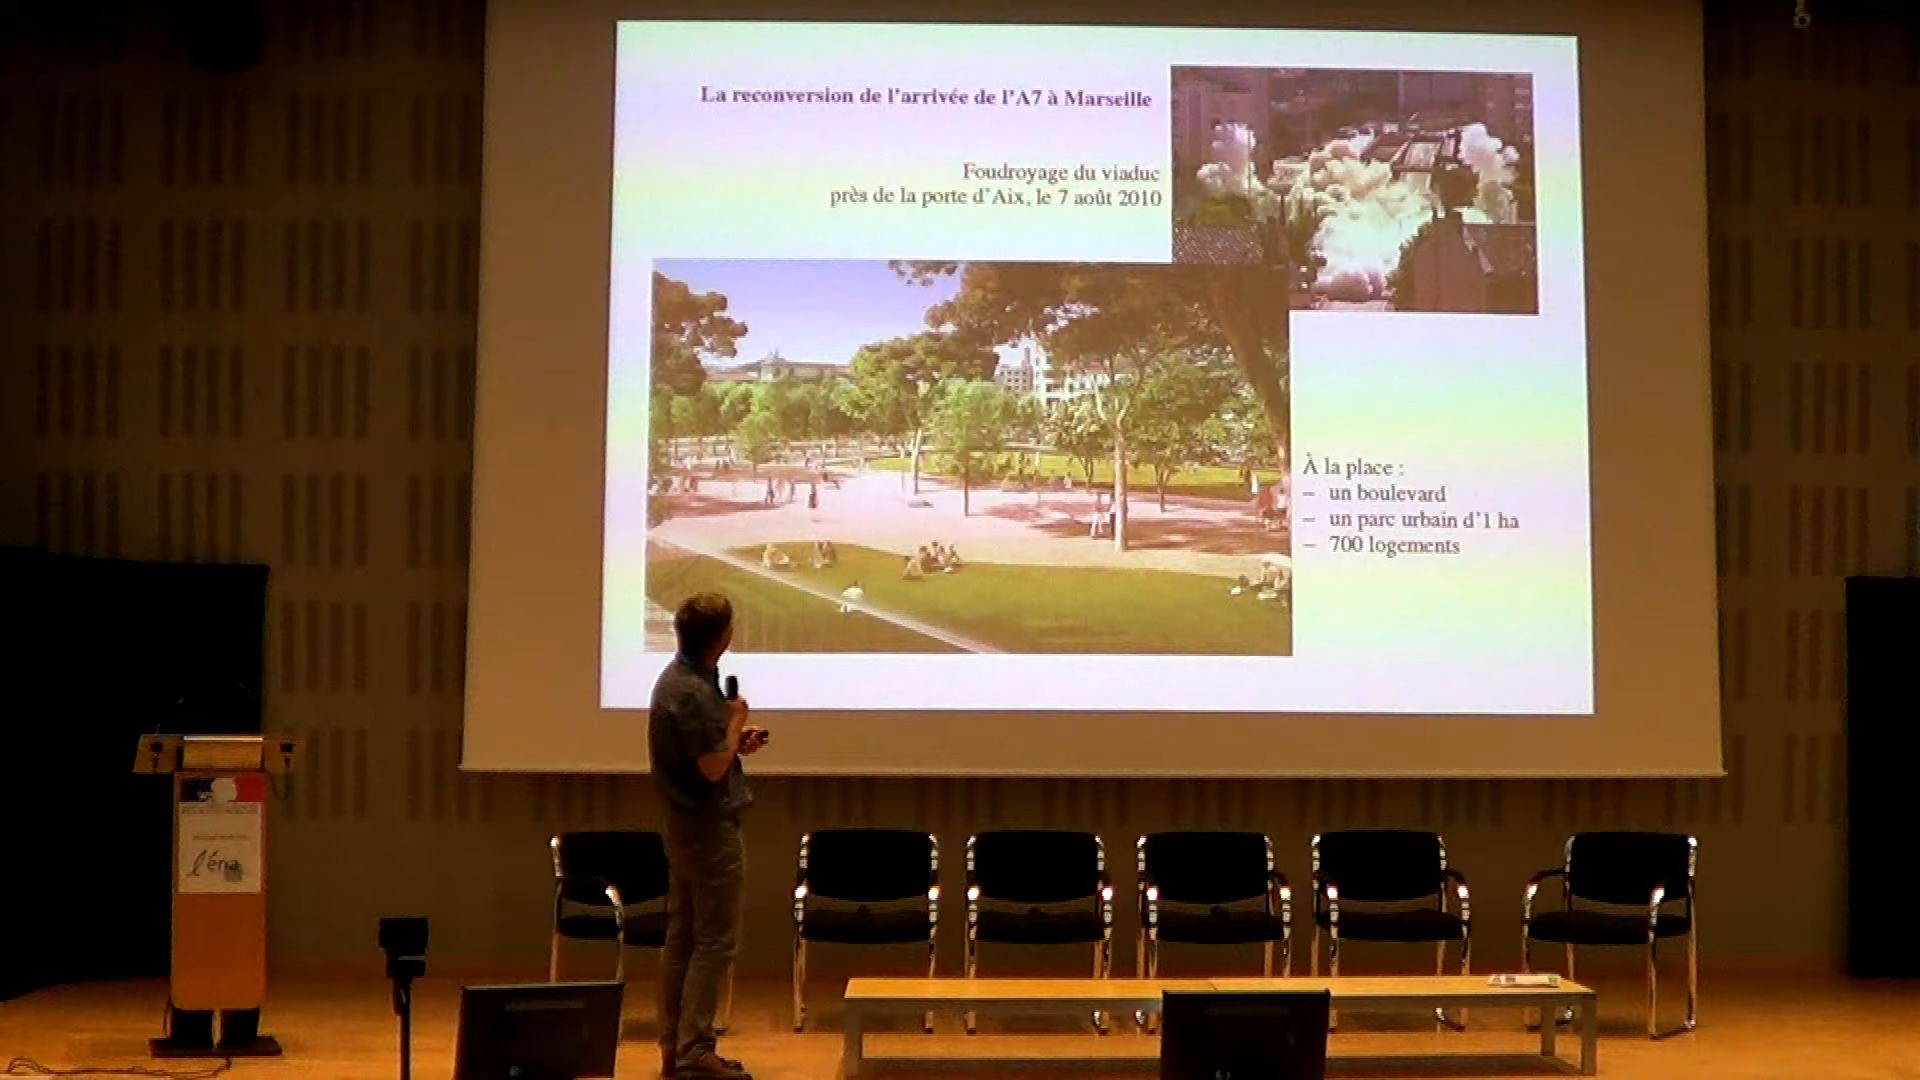 La reconversion de l'arrivée de l'A7 à Marseille
Foudroyage du viaduc
près de la porte d'Aix, le 7 août 2010
À la place :
– un boulevard
– un parc urbain d'1 ha
– 700 logements
l'éna